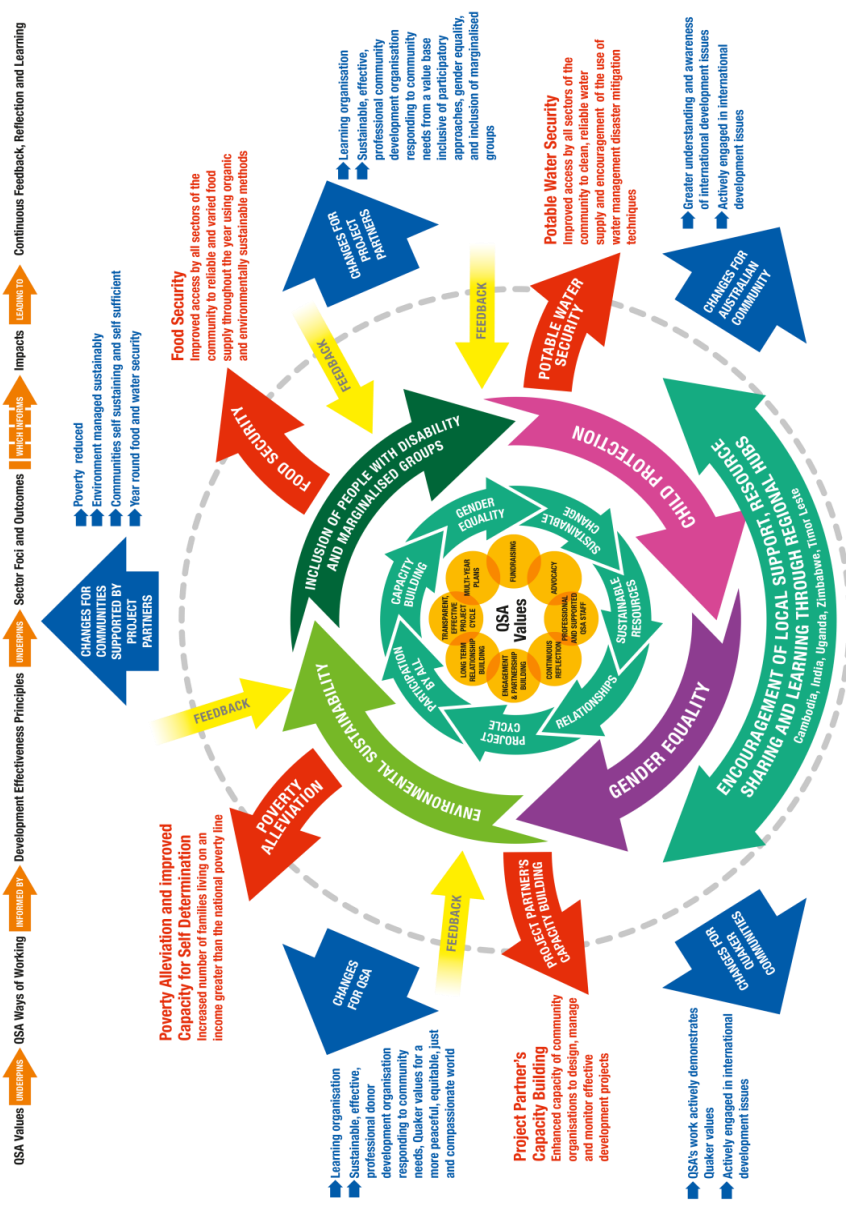 QSA Values
UNDERPINS
QSA Ways of Working
INFORMED BY
Development Effectiveness Principles
UNDERPINS
Sector Foci and Outcomes
WHICH INFORMS
Impacts
LEADING TO
Continuous Feedback, Reflection and Learning
CHANGES FOR
COMMUNITIES
SUPPORTED BY
PROJECT
PARTNERS
Poverty reduced
Environment managed sustainably
Communities self sustaining and self sufficient
Year round food and water security
Poverty Alleviation and improved
Capacity for Self Determination
Increased number of families living on an
income greater than the national poverty line
POVERTY
ALLEVIATION
FEEDBACK
Food Security
Improved access by all sectors of the
community to reliable and varied food
supply throughout the year using organic
and environmentally sustainable methods
FOOD SECURITY
CHANGES FOR
PROJECT
PARTNERS
Learning organisation
Sustainable, effective,
professional community
development organisation
responding to community
needs from a value base
inclusive of participatory
approaches, gender equality,
and inclusion of marginalised
groups
FEEDBACK
FEEDBACK
CHANGES
FOR QSA
Learning organisation
Sustainable, effective,
professional donor
development organisation
responding to community
needs, Quaker values for a
more peaceful, equitable, just
and compassionate world
FEEDBACK
ENVIRONMENTAL SUSTAINABILITY
INCLUSION OF PEOPLE WITH DISABILITY
AND MARGINALISED GROUPS
CHILD PROTECTION
GENDER EQUALITY
PARTICIPATION
BY ALL
CAPACITY
BUILDING
GENDER
EQUALITY
SUSTAINABLE
CHANGE
SUSTAINABLE
RESOURCES
RELATIONSHIPS
PROJECT
CYCLE
QSA
Values
LONG TERM
RELATIONSHIP
BUILDING
TRANSPARENT,
EFFECTIVE
PROJECT
CYCLE
MULTI-YEAR
PLANS
FUNDRAISING
ADVOCACY
PROFESSIONAL
AND SUPPORTED
QSA STAFF
CONTINUOUS
REFLECTION
ENGAGEMENT
& PARTNERSHIP
BUILDING
PROJECT PARTNER'S
CAPACITY BUILDING
Project Partner's
Capacity Building
Enhanced capacity of community
organisations to design, manage
and monitor effective
development projects
POTABLE WATER
SECURITY
Potable Water Security
Improved access by all sectors of the
community to clean, reliable water
supply and encouragement of the use of
water management disaster mitigation
techniques
ENCOURAGEMENT OF LOCAL SUPPORT, RESOURCE
SHARING AND LEARNING THROUGH REGIONAL HUBS
Cambodia, India, Uganda, Zimbabwe, Timor Leste
CHANGES FOR
QUAKER
COMMUNITIES
QSA's work actively demonstrates
Quaker values
Actively engaged in international
development issues
CHANGES FOR
AUSTRALIAN
COMMUNITY
Greater understanding and awareness
of international development issues
Actively engaged in international
development issues